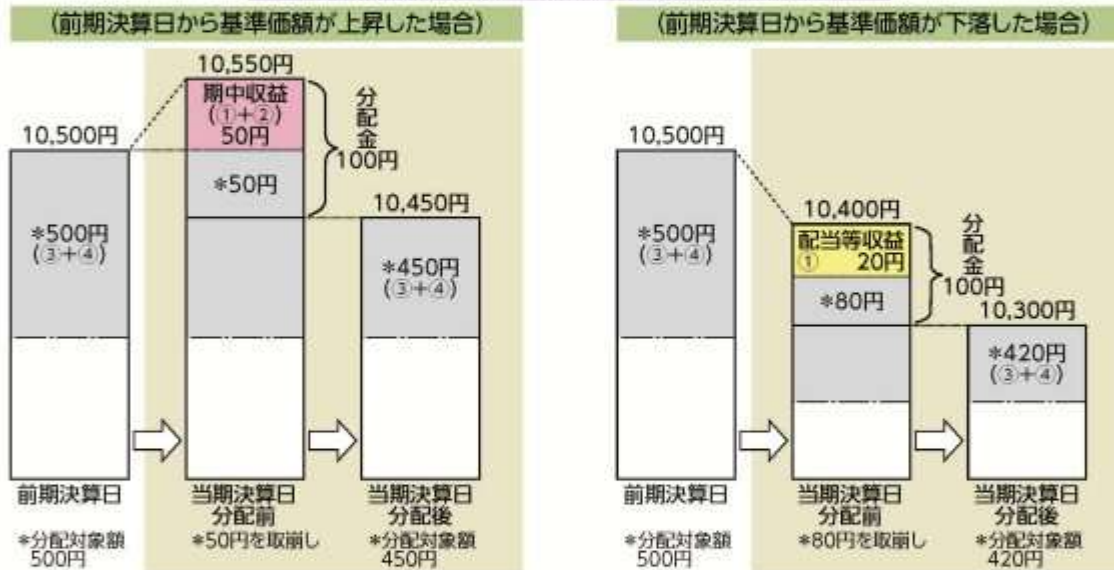 (前期決算日から基準価額が上昇した場合)
10,500円
*500円
(③+④)
前期決算日
*分配対象額
500円
10,550円
期中収益
(①+②)
50円
*50円
分配金
100円
当期決算日
分配前
*50円を取崩し
10,450円
*450円
(③+④)
当期決算日
分配後
*分配対象額
450円
(前期決算日から基準価額が下落した場合)
10,500円
*500円
(③+④)
前期決算日
*分配対象額
500円
10,400円
配当等収益
① 20円
*80円
分配金
100円
当期決算日
分配前
*80円を取崩し
10,300円
*420円
(③+④)
当期決算日
分配後
*分配対象額
420円